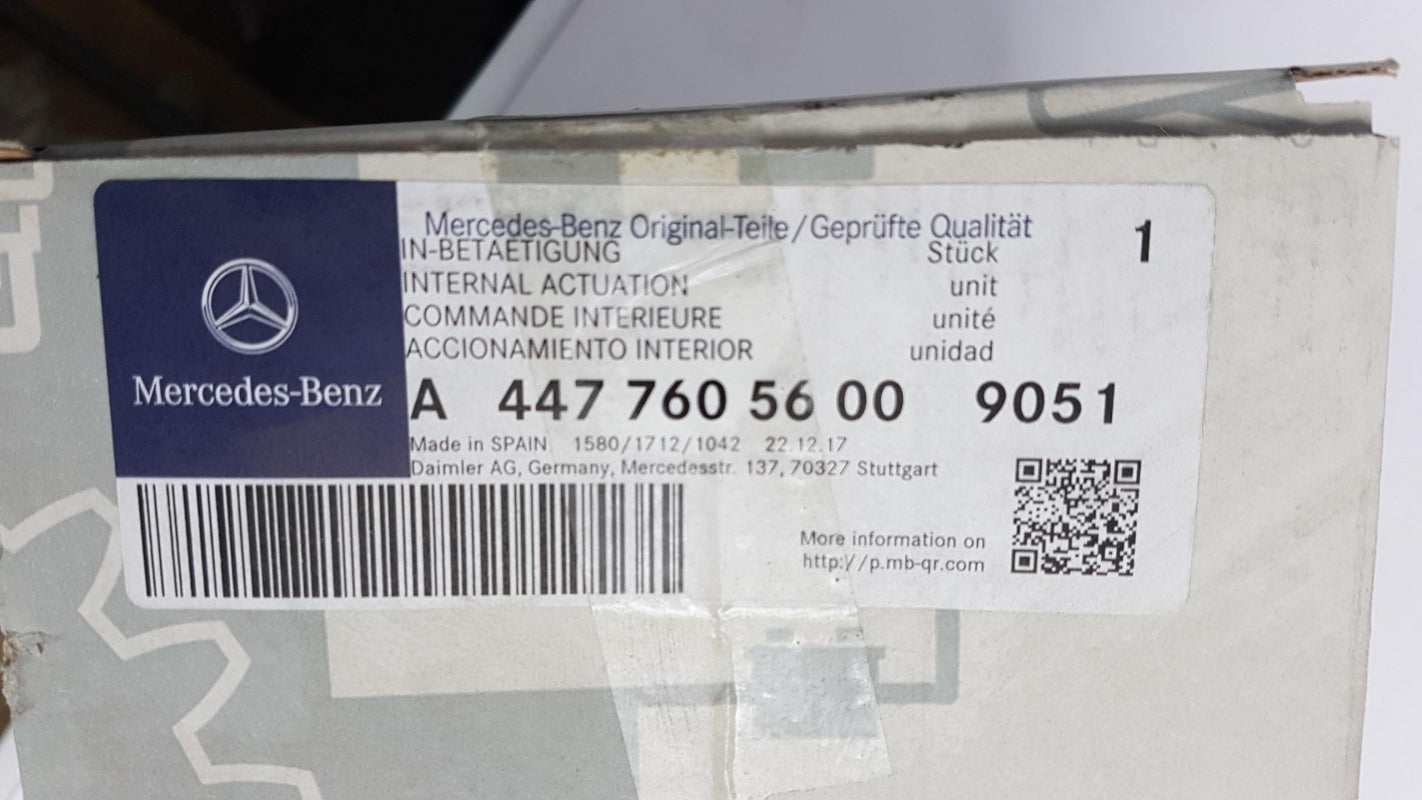 Mercedes-Benz
Mercedes-Benz Original-Teile/Geprüfte Qualität
IN-BETAETIGUNG Stück 1
INTERNAL ACTUATION unit
COMMANDE INTERIEURE unité
ACCIONAMIENTO INTERIOR unidad
A 447 760 56 00 9051
Made in SPAIN 1580/1712/1042 22.12.17
Daimler AG, Germany, Mercedesstr. 137, 70327 Stuttgart
More information on
http://p.mb-qr.com